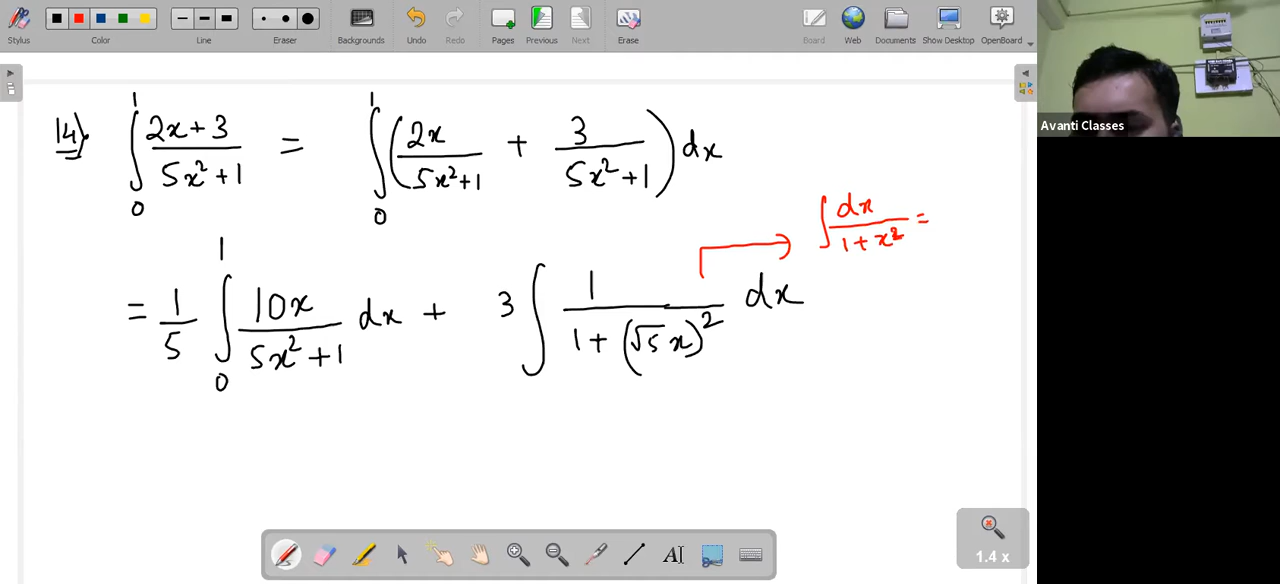 Stylus Color Line Eraser Backgrounds Undo Redo Pages Previous Next Erase Board Web Documents Show Desktop OpenBoard
Avanti Classes
14) ∫₀¹ (2x+3)/(5x²+1) = ∫₀¹ (2x/(5x²+1) + 3/(5x²+1)) dx
∫ dx/(1+x²) =
= 1/5 ∫₀¹ 10x/(5x²+1) dx + 3 ∫ 1/(1+(√5x)²) dx
1.4 x